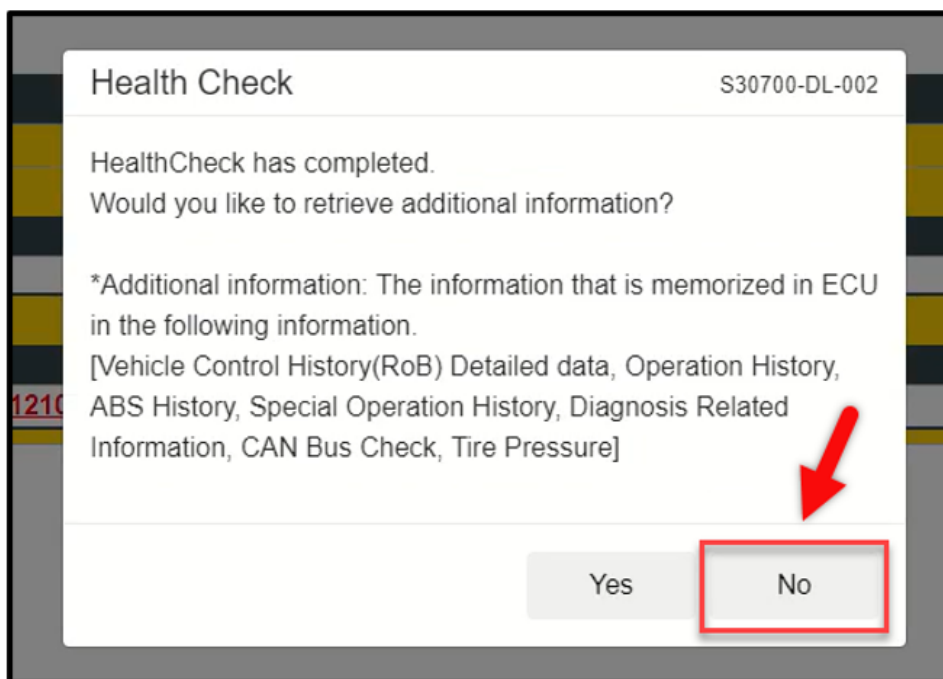 Health Check
S30700-DL-002
HealthCheck has completed.
Would you like to retrieve additional information?
*Additional information: The information that is memorized in ECU
in the following information.
[Vehicle Control History(RoB) Detailed data, Operation History,
ABS History, Special Operation History, Diagnosis Related
Information, CAN Bus Check, Tire Pressure]
1210
Yes
No